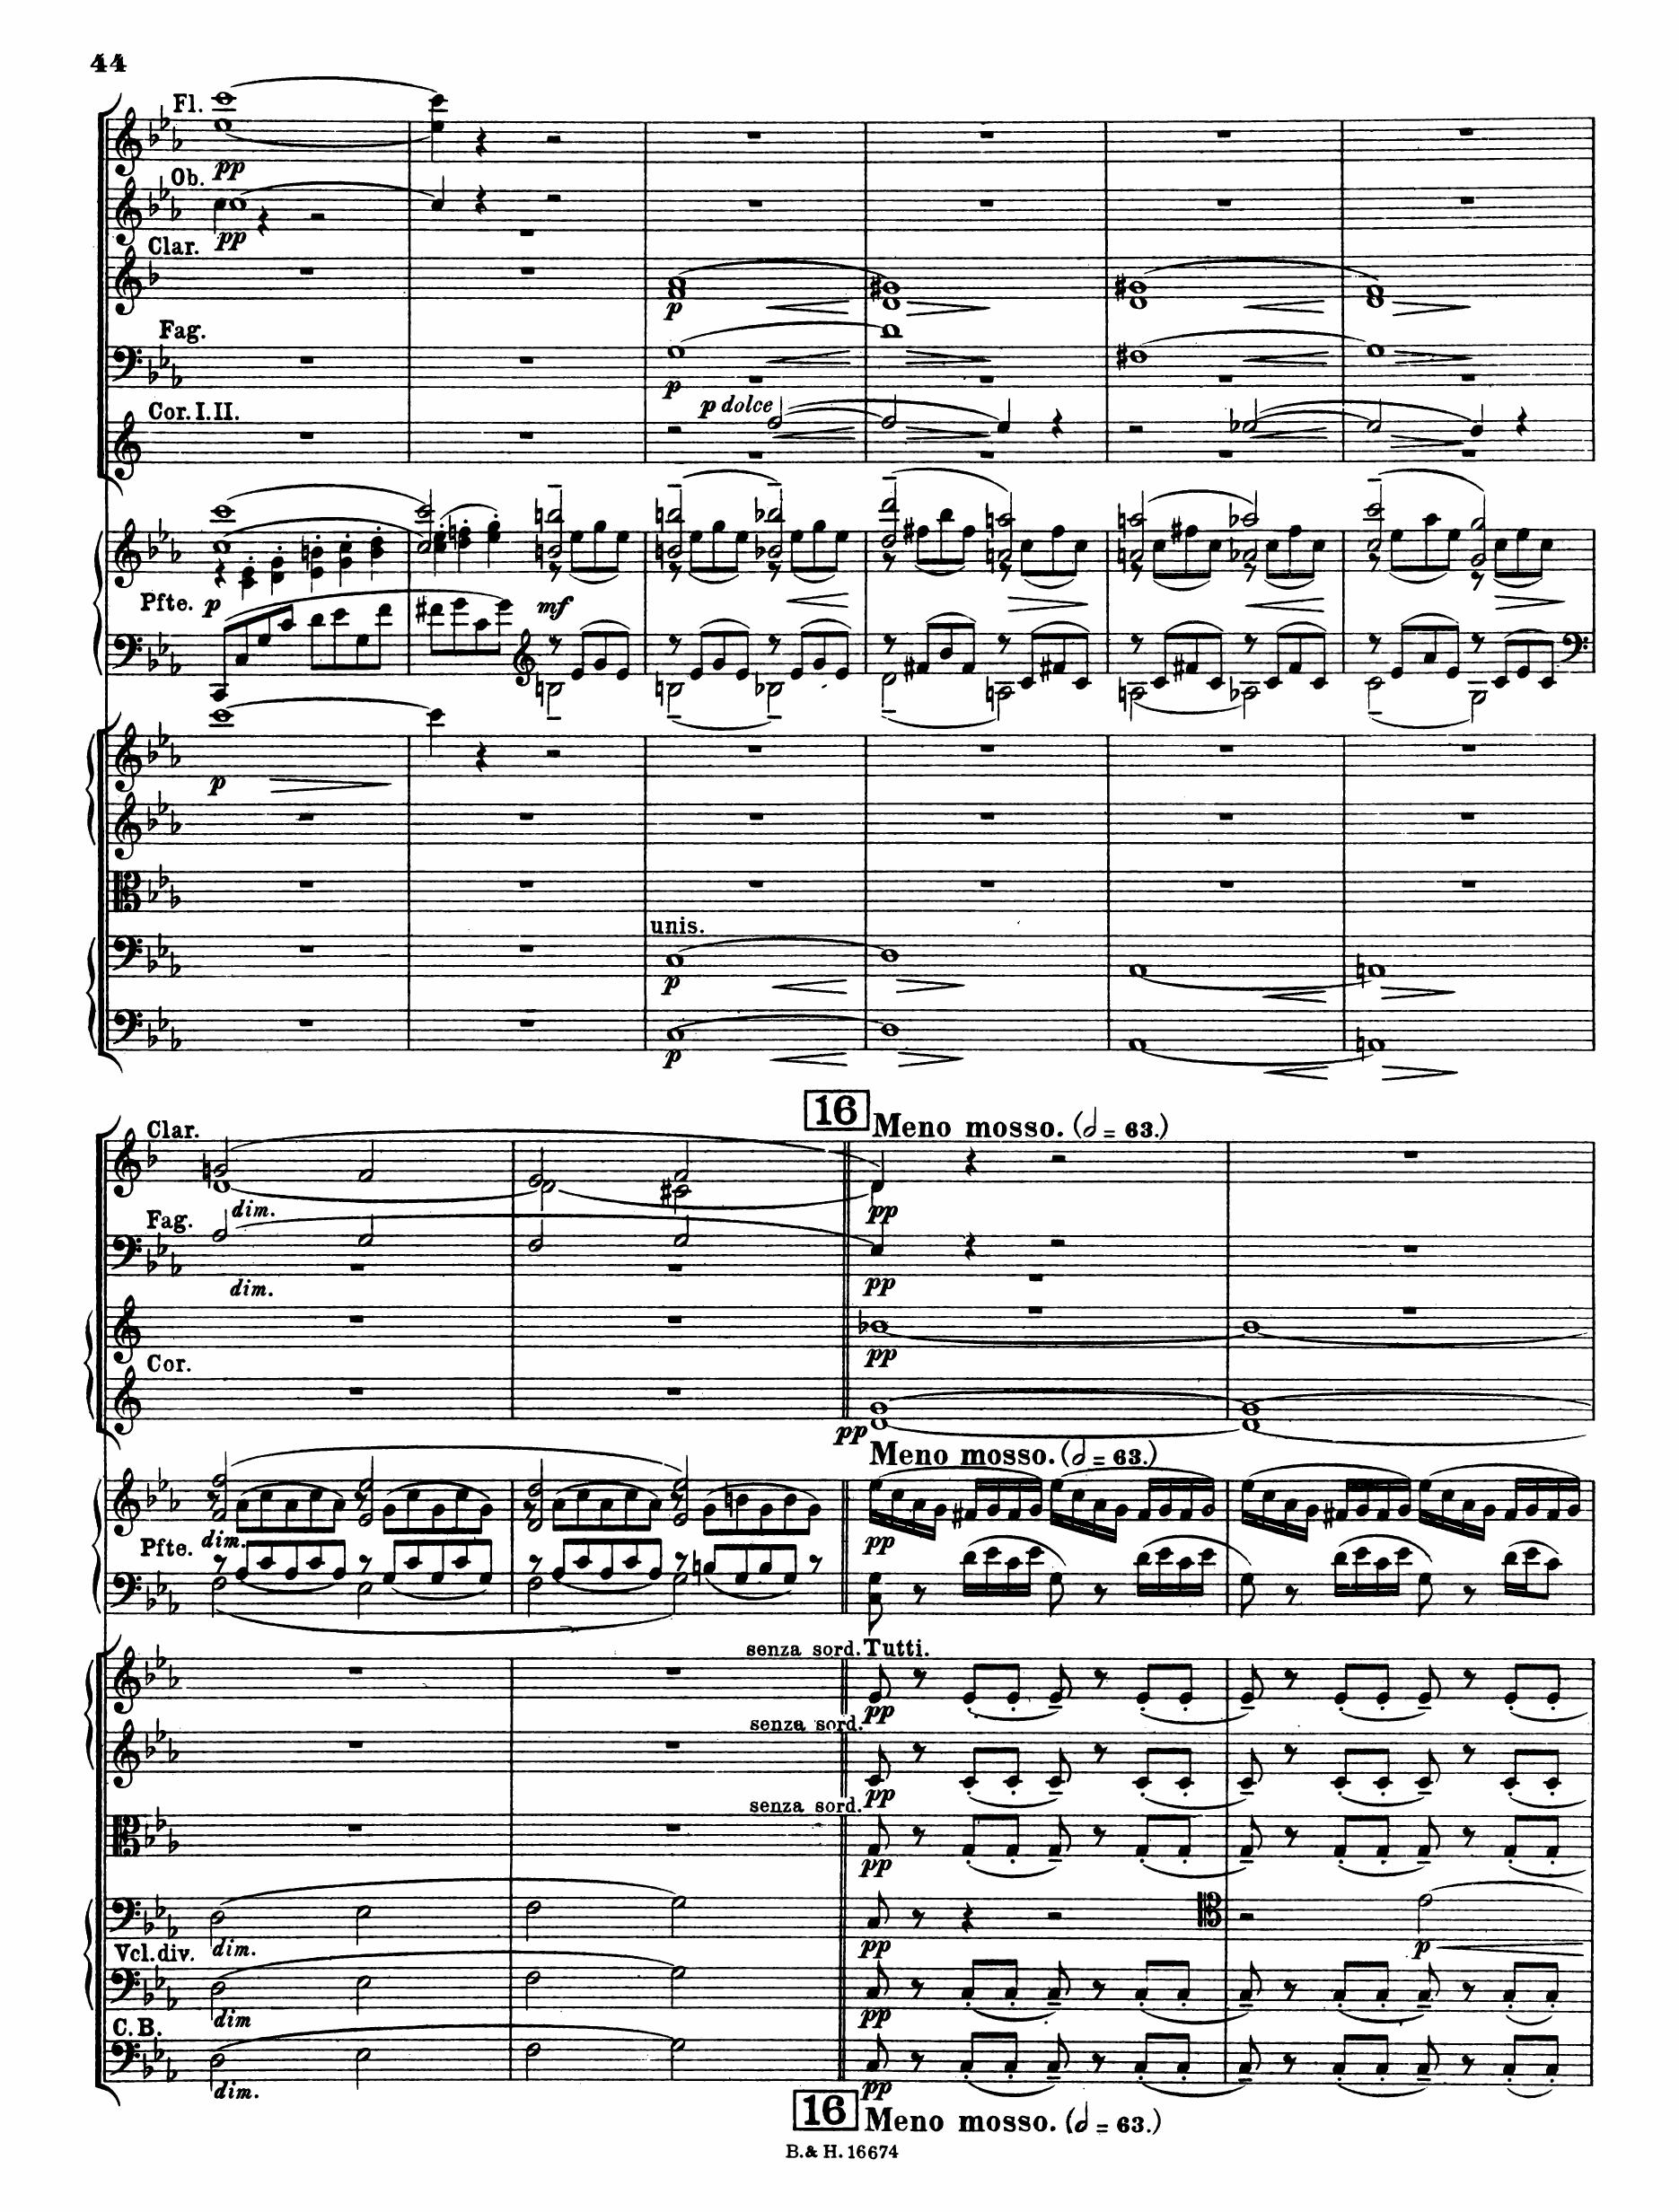 44
Fl.
pp
Ob.
pp
Clar.
p
Fag.
p
p dolce
Cor. I. II.
Pfte.
p
mf
p
unis.
p
p
16
Meno mosso. (𝅗𝅥 = 63.)
Clar.
dim.
pp
Fag.
dim.
pp
pp
Cor.
pp
Meno mosso. (𝅗𝅥 = 63.)
dim.
pp
Pfte.
senza sord. Tutti.
pp
senza sord.
pp
senza sord.
pp
dim.
pp
p
Vcl. div.
dim
pp
C. B.
dim.
pp
16
Meno mosso. (𝅗𝅥 = 63.)
B. & H. 16674